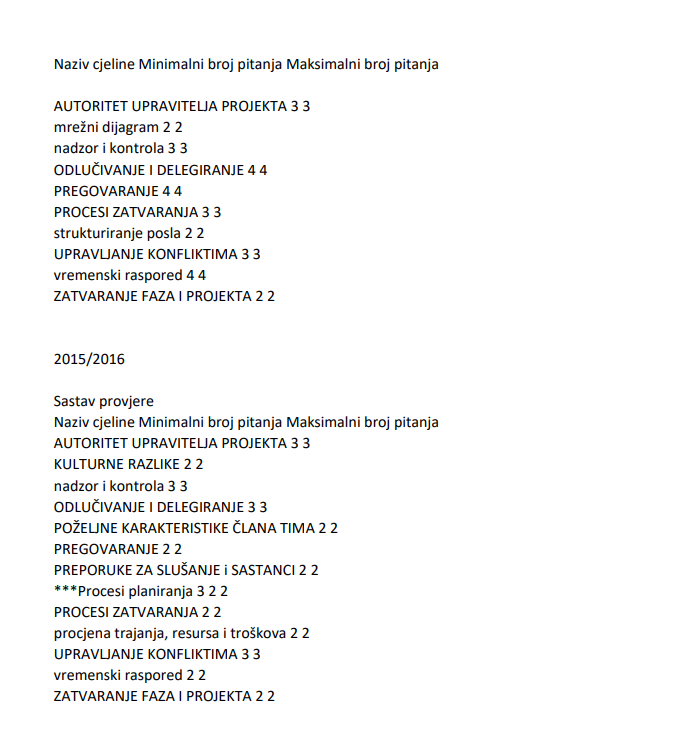 Naziv cjeline Minimalni broj pitanja Maksimalni broj pitanja
AUTORITET UPRAVITELJA PROJEKTA 3 3
mrežni dijagram 2 2
nadzor i kontrola 3 3
ODLUČIVANJE I DELEGIRANJE 4 4
PREGOVARANJE 4 4
PROCESI ZATVARANJA 3 3
strukturiranje posla 2 2
UPRAVLJANJE KONFLIKTIMA 3 3
vremenski raspored 4 4
ZATVARANJE FAZA I PROJEKTA 2 2
2015/2016
Sastav provjere
Naziv cjeline Minimalni broj pitanja Maksimalni broj pitanja
AUTORITET UPRAVITELJA PROJEKTA 3 3
KULTURNE RAZLIKE 2 2
nadzor i kontrola 3 3
ODLUČIVANJE I DELEGIRANJE 3 3
POŽELJNE KARAKTERISTIKE ČLANA TIMA 2 2
PREGOVARANJE 2 2
PREPORUKE ZA SLUŠANJE i SASTANCI 2 2
***Procesi planiranja 3 2 2
PROCESI ZATVARANJA 2 2
procjena trajanja, resursa i troškova 2 2
UPRAVLJANJE KONFLIKTIMA 3 3
vremenski raspored 2 2
ZATVARANJE FAZA I PROJEKTA 2 2